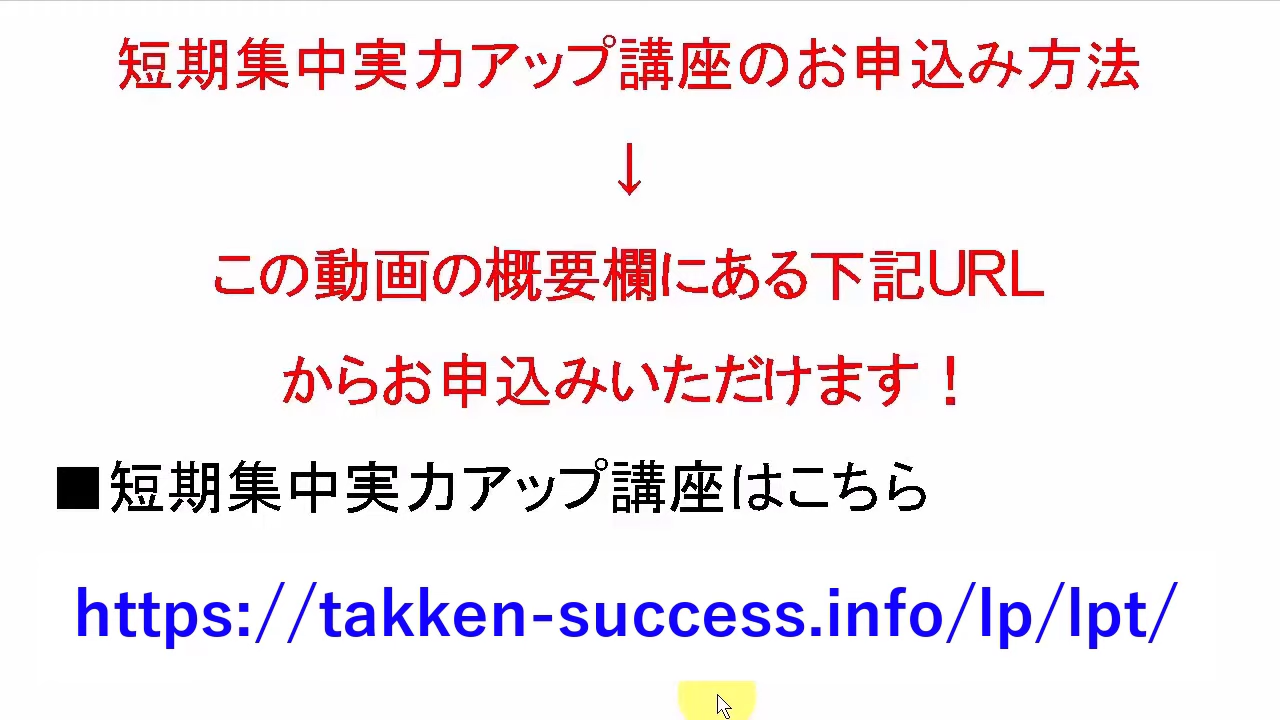 短期集中実力アップ講座のお申込み方法
↓
この動画の概要欄にある下記URL
からお申込みいただけます！
■短期集中実力アップ講座はこちら
https://takken-success.info/lp/lpt/